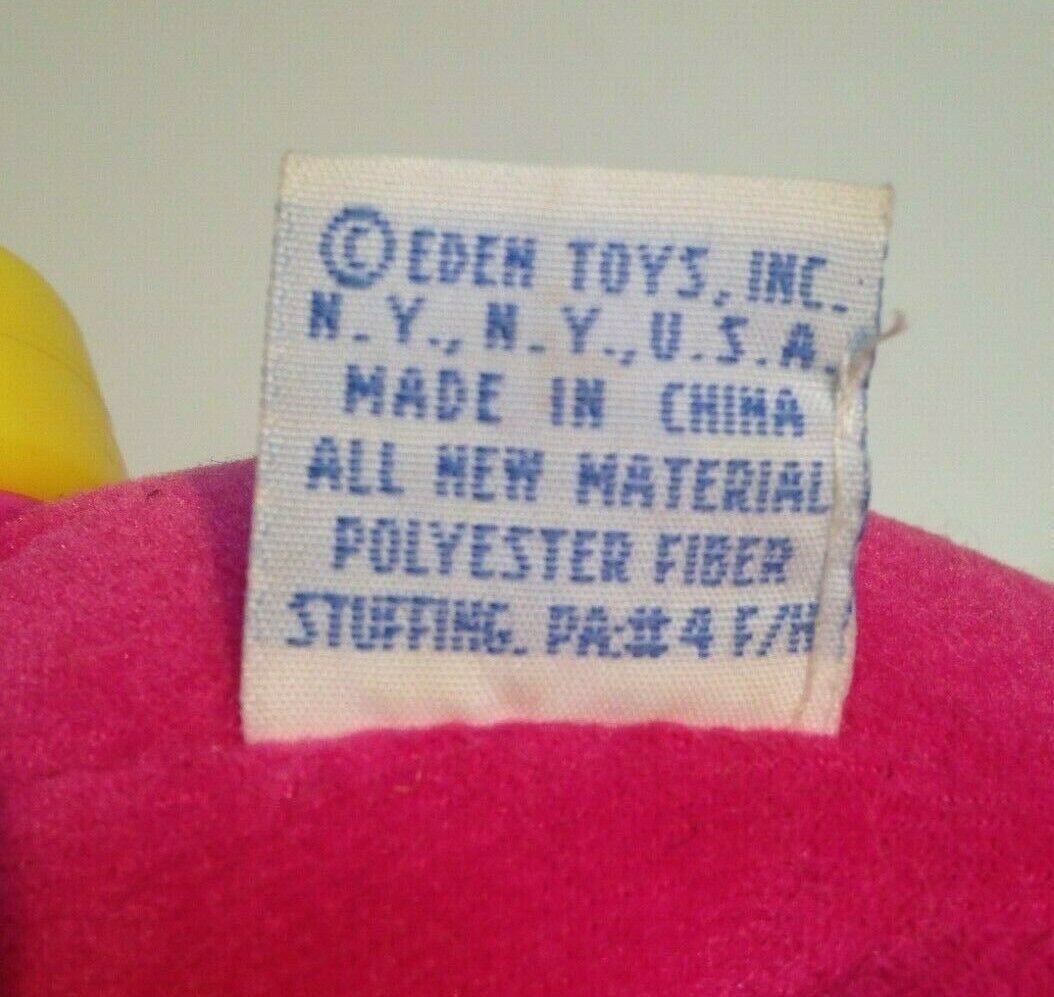 © EDEN TOYS, INC.
N.Y., N.Y., U.S.A.
MADE IN CHINA
ALL NEW MATERIAL
POLYESTER FIBER
STUFFING. PA:#4 F/H